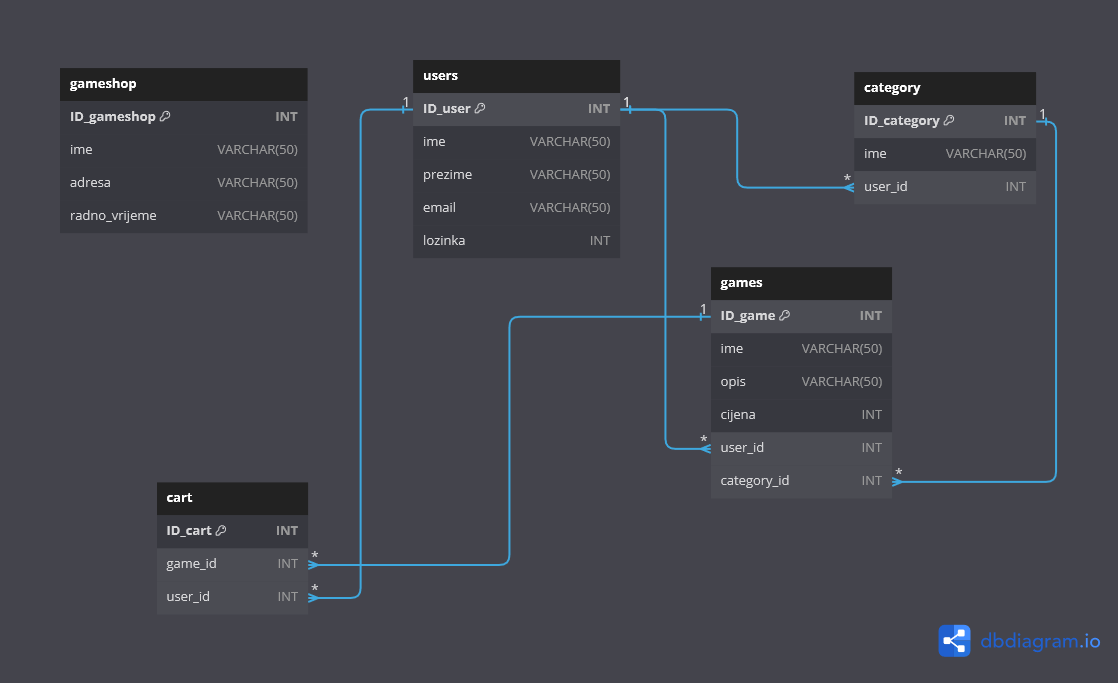 gameshop
ID_gameshop INT
ime VARCHAR(50)
adresa VARCHAR(50)
radno_vrijeme VARCHAR(50)
users
1 ID_user INT 1
ime VARCHAR(50)
prezime VARCHAR(50)
email VARCHAR(50)
lozinka INT
category
ID_category INT 1
ime VARCHAR(50)
* user_id INT
games
1 ID_game INT
ime VARCHAR(50)
opis VARCHAR(50)
cijena INT
* user_id INT
category_id INT *
cart
ID_cart INT
game_id INT *
user_id INT *
dbdiagram.io